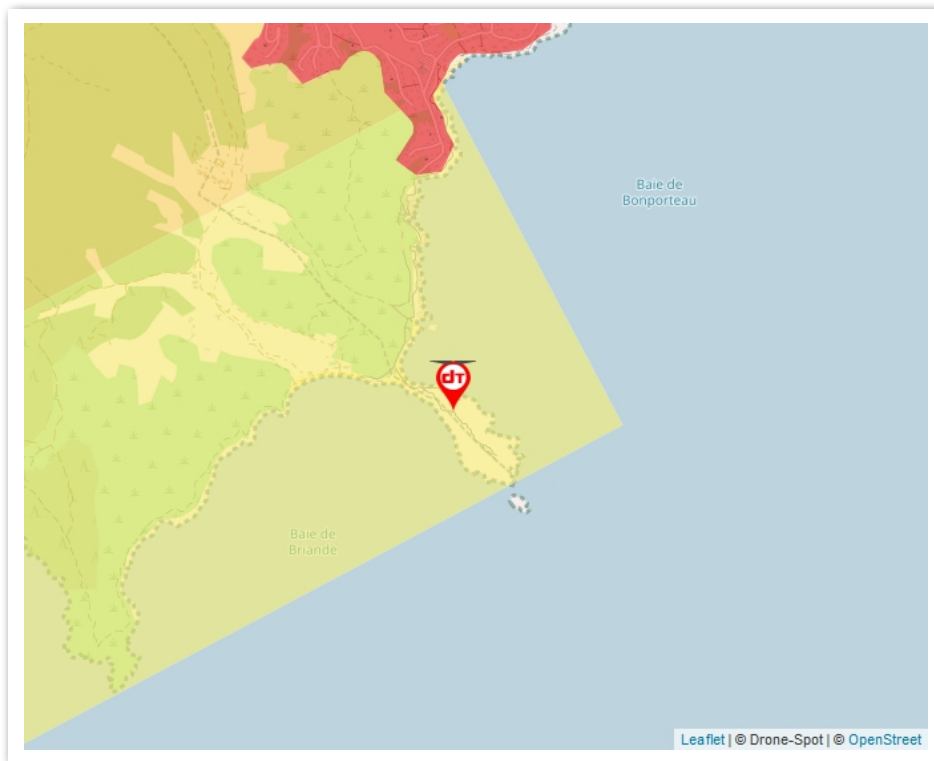 Baie de
Bonporteau
dT
Baie de
Briande
Leaflet | © Drone-Spot | © OpenStreet